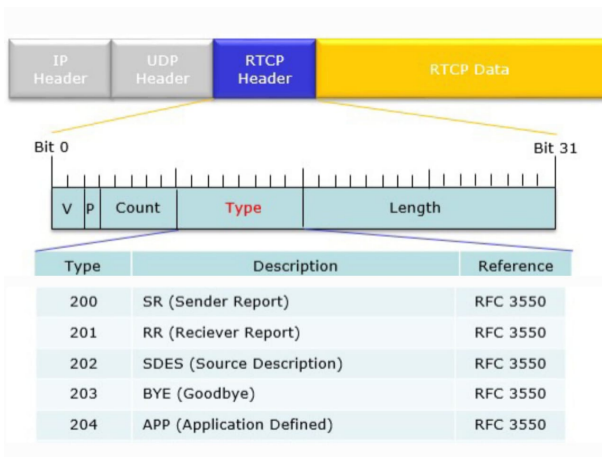 IP Header
UDP Header
RTCP Header
RTCP Data
Bit 0
Bit 31
V P Count Type Length
Type Description Reference
200 SR (Sender Report) RFC 3550
201 RR (Reciever Report) RFC 3550
202 SDES (Source Description) RFC 3550
203 BYE (Goodbye) RFC 3550
204 APP (Application Defined) RFC 3550